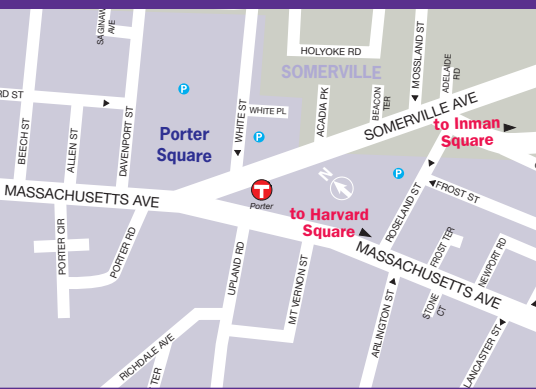 SAGINAW
AVE
HOLYOKE RD
SOMERVILLE
MOSSLAND ST
ADELAIDE
RD
RD ST
P
WHITE PL
WHITE ST
ACADIA PK
BEACON
TER
SOMERVILLE AVE
to Inman
Square
BEECH ST
ALLEN ST
DAVENPORT ST
Porter
Square
P
P
N
FROST ST
MASSACHUSETTS AVE
T
Porter
to Harvard
Square
ROSELAND ST
PORTER CIR
PORTER RD
UPLAND RD
MT VERNON ST
MASSACHUSETTS AVE
FROST TER
NEWPORT RD
STONE
CT
ARLINGTON ST
LANCASTER ST
RICHDALE AVE
TER